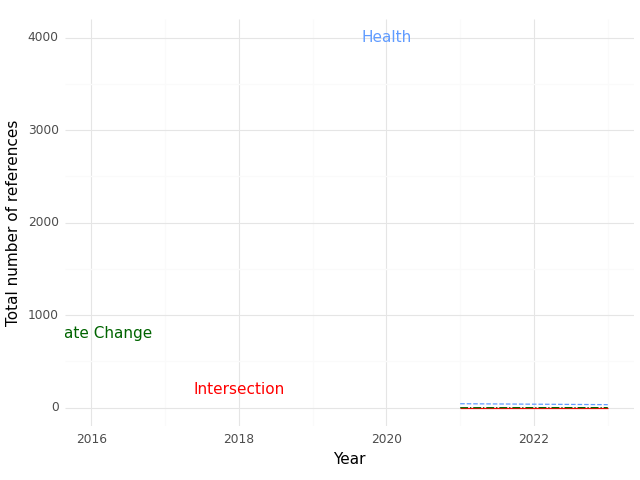 4000
Health
3000
2000
1000
ate Change
Intersection
0
2016
2018
2020
2022
Year
Total number of references